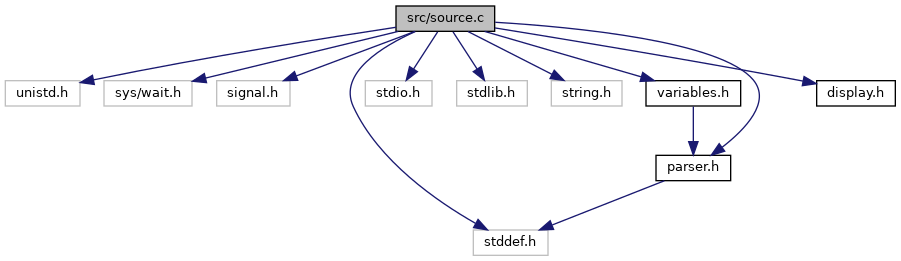 src/source.c
unistd.h
sys/wait.h
signal.h
stdio.h
stdlib.h
string.h
variables.h
display.h
parser.h
stddef.h